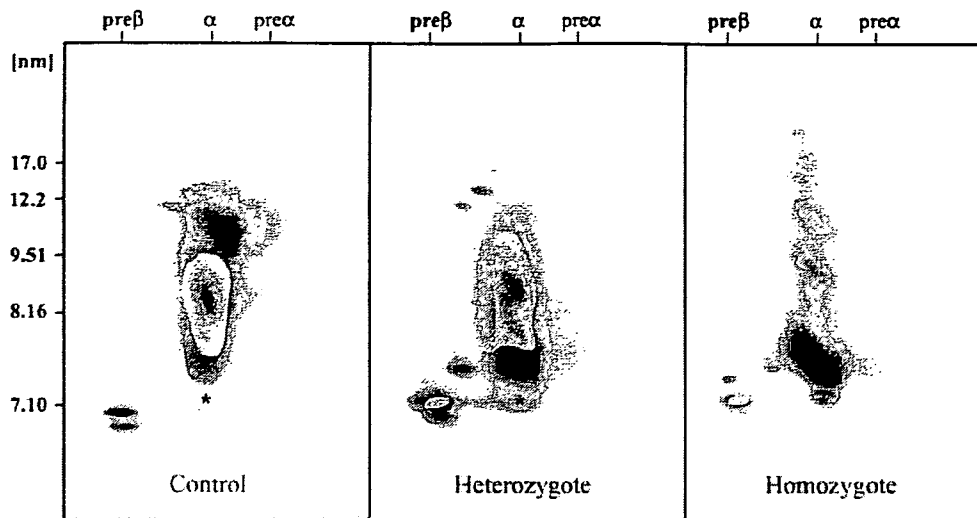 preβ α preα preβ α preα preβ α preα
[nm]
17.0
12.2
9.51
8.16
7.10
* * *
Control Heterozygote Homozygote